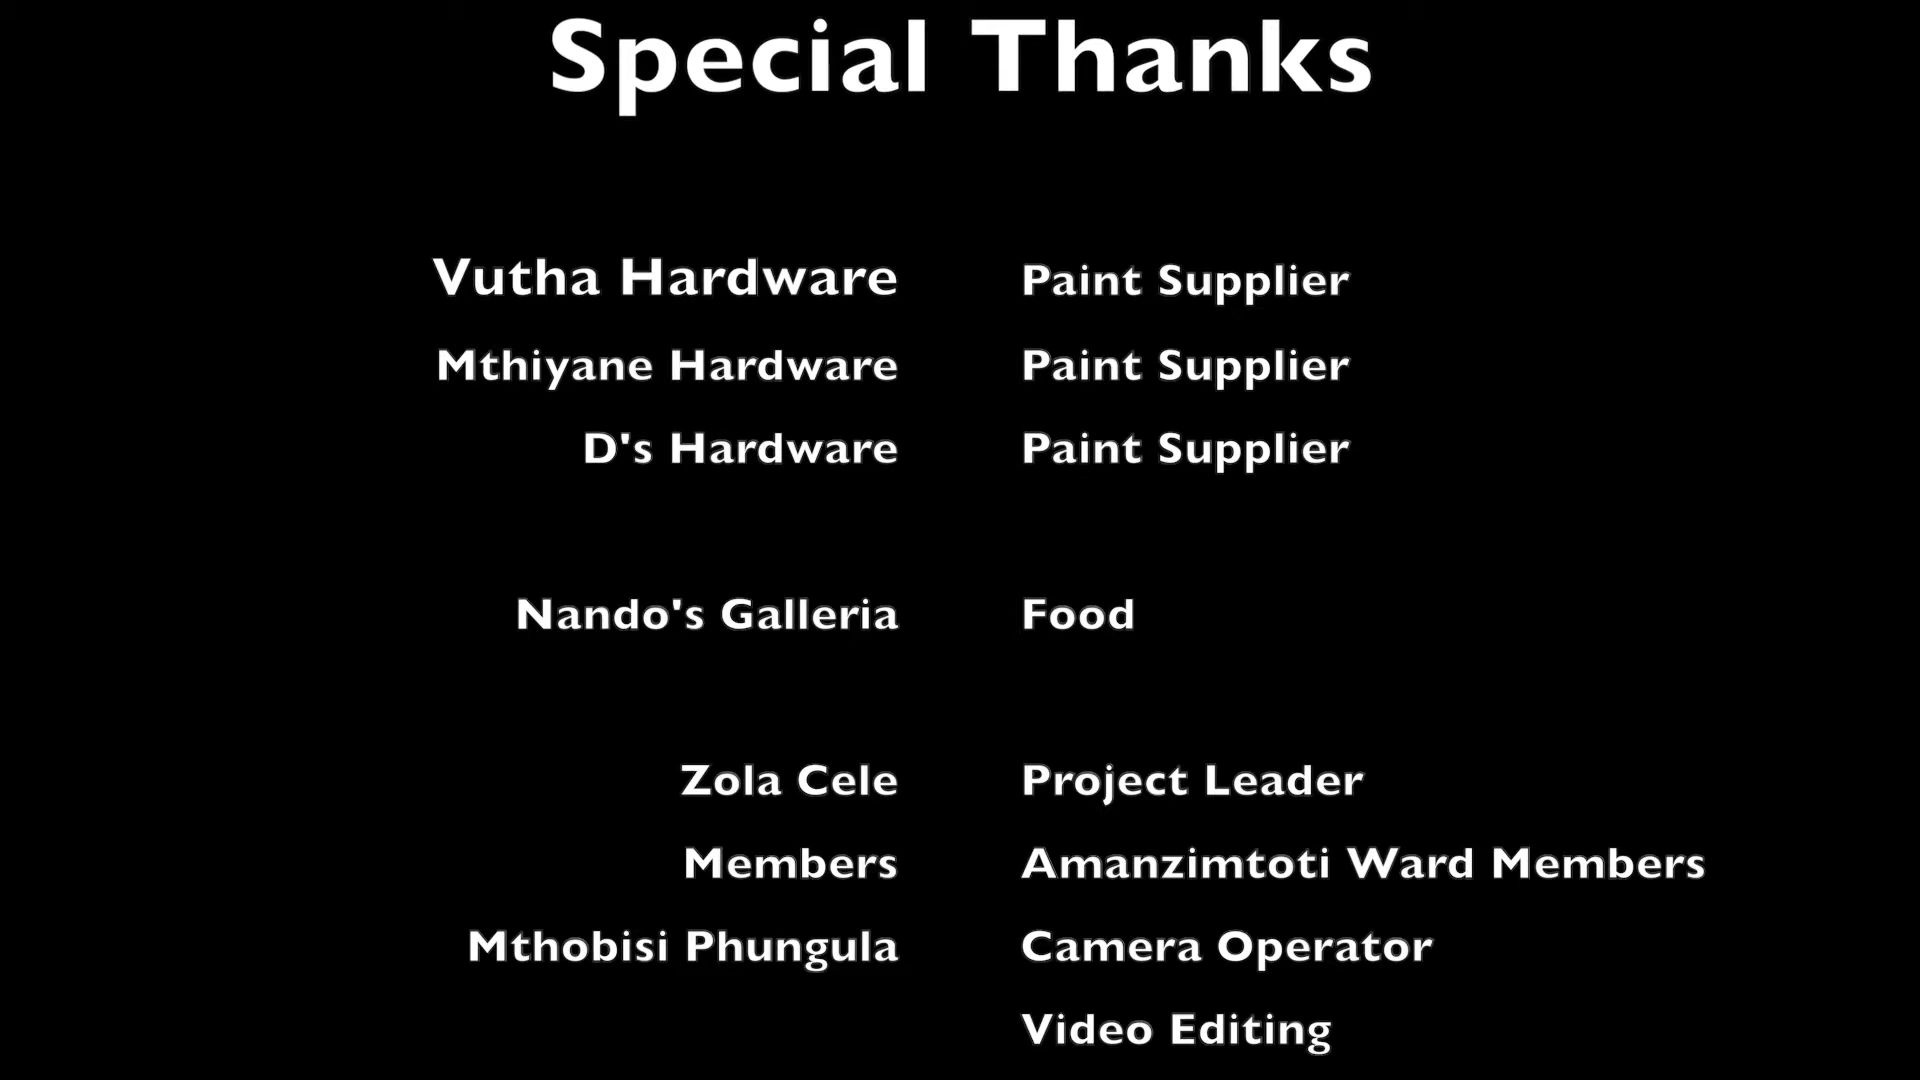 Special Thanks
Vutha Hardware Paint Supplier
Mthiyane Hardware Paint Supplier
D's Hardware Paint Supplier
Nando's Galleria Food
Zola Cele Project Leader
Members Amanzimtoti Ward Members
Mthobisi Phungula Camera Operator
Video Editing